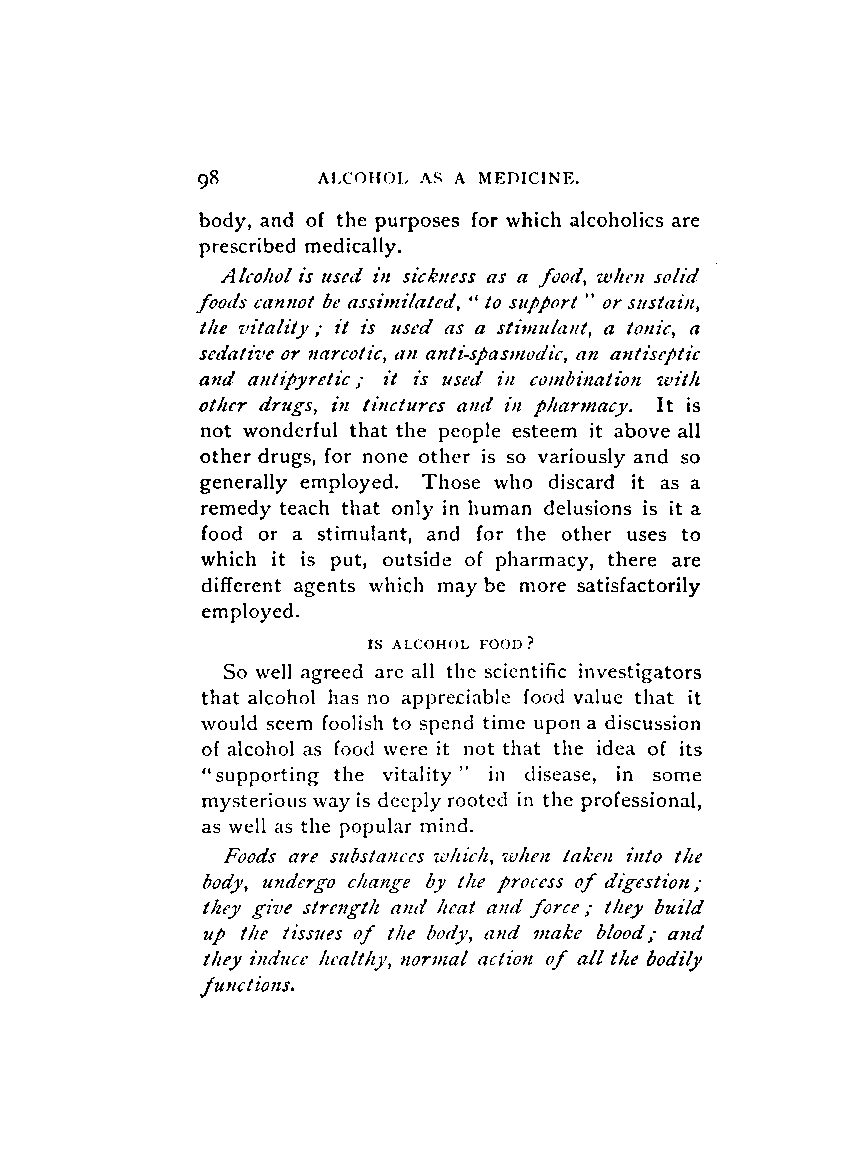 98 ALCOHOL AS A MEDICINE.
body, and of the purposes for which alcoholics are
prescribed medically.
Alcohol is used in sickness as a food, when solid
foods cannot be assimilated, “ to support ” or sustain,
the vitality ; it is used as a stimulant, a tonic, a
sedative or narcotic, an anti-spasmodic, an antiseptic
and antipyretic ; it is used in combination with
other drugs, in tinctures and in pharmacy. It is
not wonderful that the people esteem it above all
other drugs, for none other is so variously and so
generally employed. Those who discard it as a
remedy teach that only in human delusions is it a
food or a stimulant, and for the other uses to
which it is put, outside of pharmacy, there are
different agents which may be more satisfactorily
employed.
IS ALCOHOL FOOD?
So well agreed are all the scientific investigators
that alcohol has no appreciable food value that it
would seem foolish to spend time upon a discussion
of alcohol as food were it not that the idea of its
“supporting the vitality ” in disease, in some
mysterious way is deeply rooted in the professional,
as well as the popular mind.
Foods are substances which, when taken into the
body, undergo change by the process of digestion ;
they give strength and heat and force ; they build
up the tissues of the body, and make blood ; and
they induce healthy, normal action of all the bodily
functions.